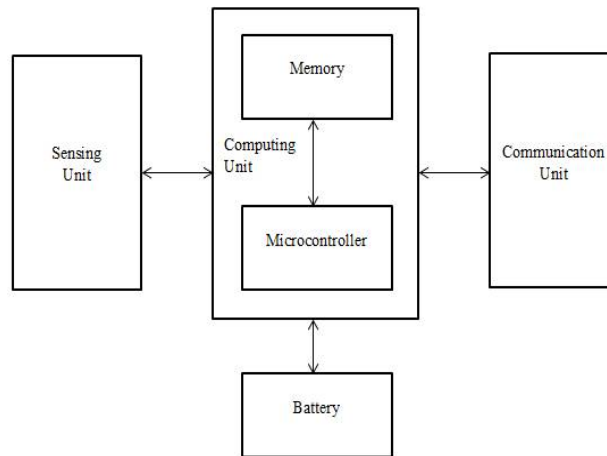 Memory
Sensing
Unit
Computing
Unit
Communication
Unit
Microcontroller
Battery